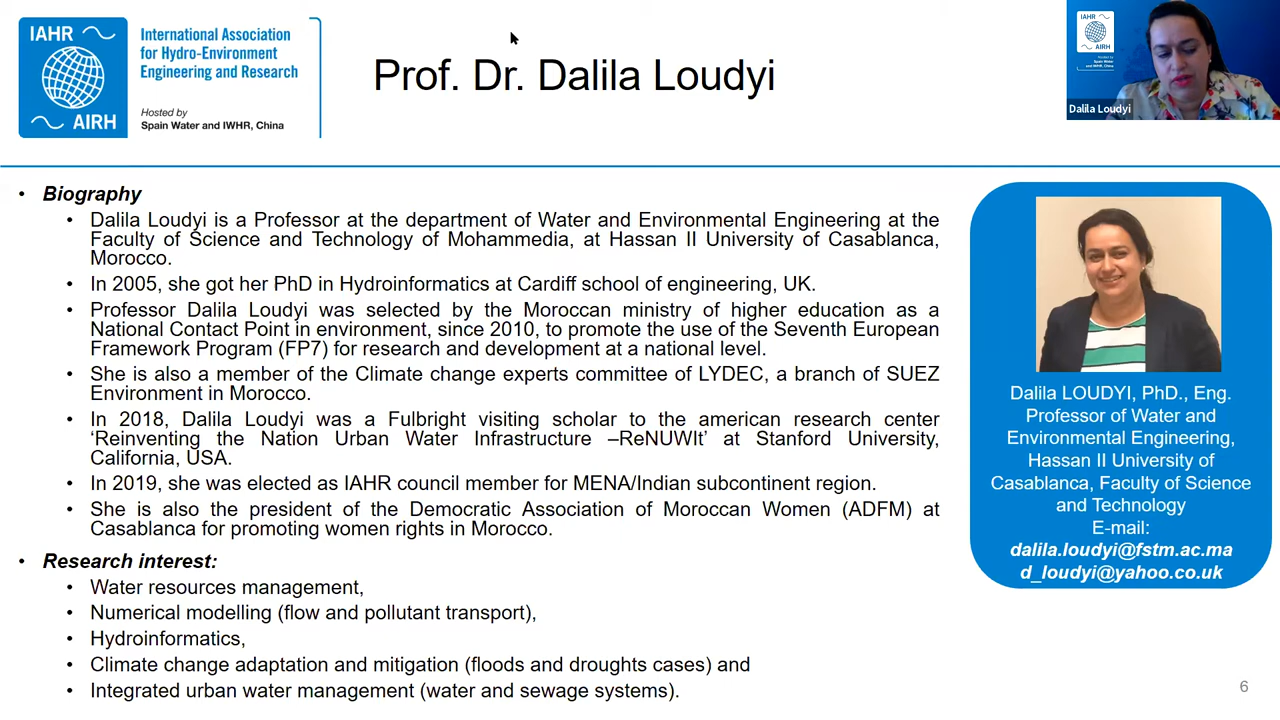 IAHR
AIRH
International Association
for Hydro-Environment
Engineering and Research
Hosted by
Spain Water and IWHR, China
Prof. Dr. Dalila Loudyi
IAHR
AIRH
Hosted by
Spain Water
and IWHR, China
Dalila Loudyi
• Biography
• Dalila Loudyi is a Professor at the department of Water and Environmental Engineering at the
Faculty of Science and Technology of Mohammedia, at Hassan II University of Casablanca,
Morocco.
• In 2005, she got her PhD in Hydroinformatics at Cardiff school of engineering, UK.
• Professor Dalila Loudyi was selected by the Moroccan ministry of higher education as a
National Contact Point in environment, since 2010, to promote the use of the Seventh European
Framework Program (FP7) for research and development at a national level.
• She is also a member of the Climate change experts committee of LYDEC, a branch of SUEZ
Environment in Morocco.
• In 2018, Dalila Loudyi was a Fulbright visiting scholar to the american research center
‘Reinventing the Nation Urban Water Infrastructure –ReNUWIt’ at Stanford University,
California, USA.
• In 2019, she was elected as IAHR council member for MENA/Indian subcontinent region.
• She is also the president of the Democratic Association of Moroccan Women (ADFM) at
Casablanca for promoting women rights in Morocco.
• Research interest:
• Water resources management,
• Numerical modelling (flow and pollutant transport),
• Hydroinformatics,
• Climate change adaptation and mitigation (floods and droughts cases) and
• Integrated urban water management (water and sewage systems).
Dalila LOUDYI, PhD., Eng.
Professor of Water and
Environmental Engineering,
Hassan II University of
Casablanca, Faculty of Science
and Technology
E-mail:
dalila.loudyi@fstm.ac.ma
d_loudyi@yahoo.co.uk
6